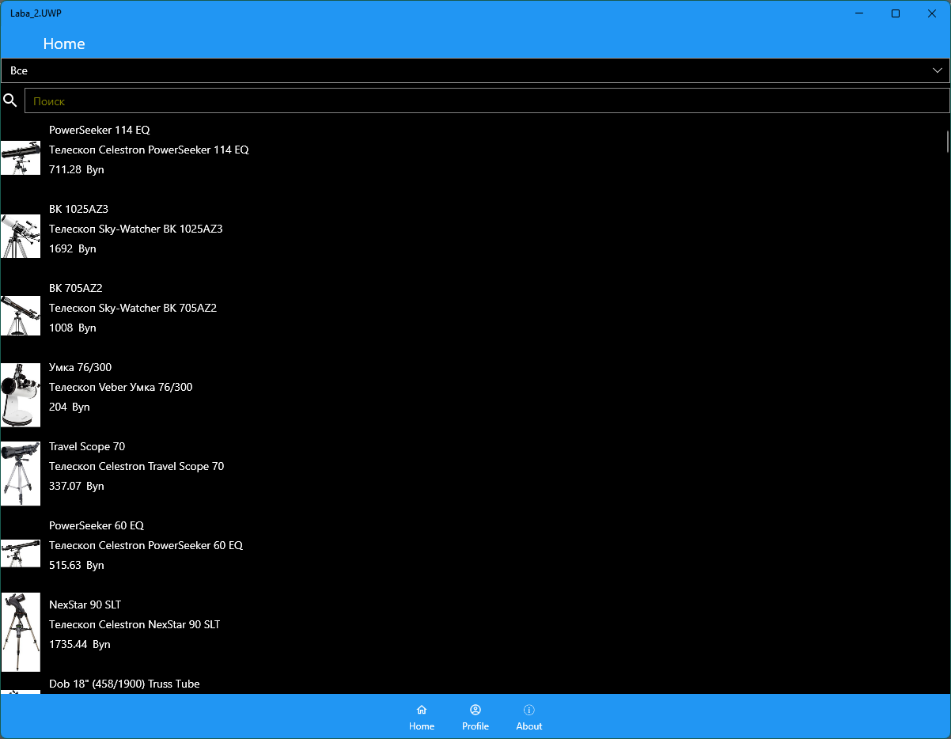 Laba_2.UWP
Home
Все
Поиск
PowerSeeker 114 EQ
Телескоп Celestron PowerSeeker 114 EQ
711.28 Byn
BK 1025AZ3
Телескоп Sky-Watcher BK 1025AZ3
1692 Byn
BK 705AZ2
Телескоп Sky-Watcher BK 705AZ2
1008 Byn
Умка 76/300
Телескоп Veber Умка 76/300
204 Byn
Travel Scope 70
Телескоп Celestron Travel Scope 70
337.07 Byn
PowerSeeker 60 EQ
Телескоп Celestron PowerSeeker 60 EQ
515.63 Byn
NexStar 90 SLT
Телескоп Celestron NexStar 90 SLT
1735.44 Byn
Dob 18" (458/1900) Truss Tube
Home Profile About